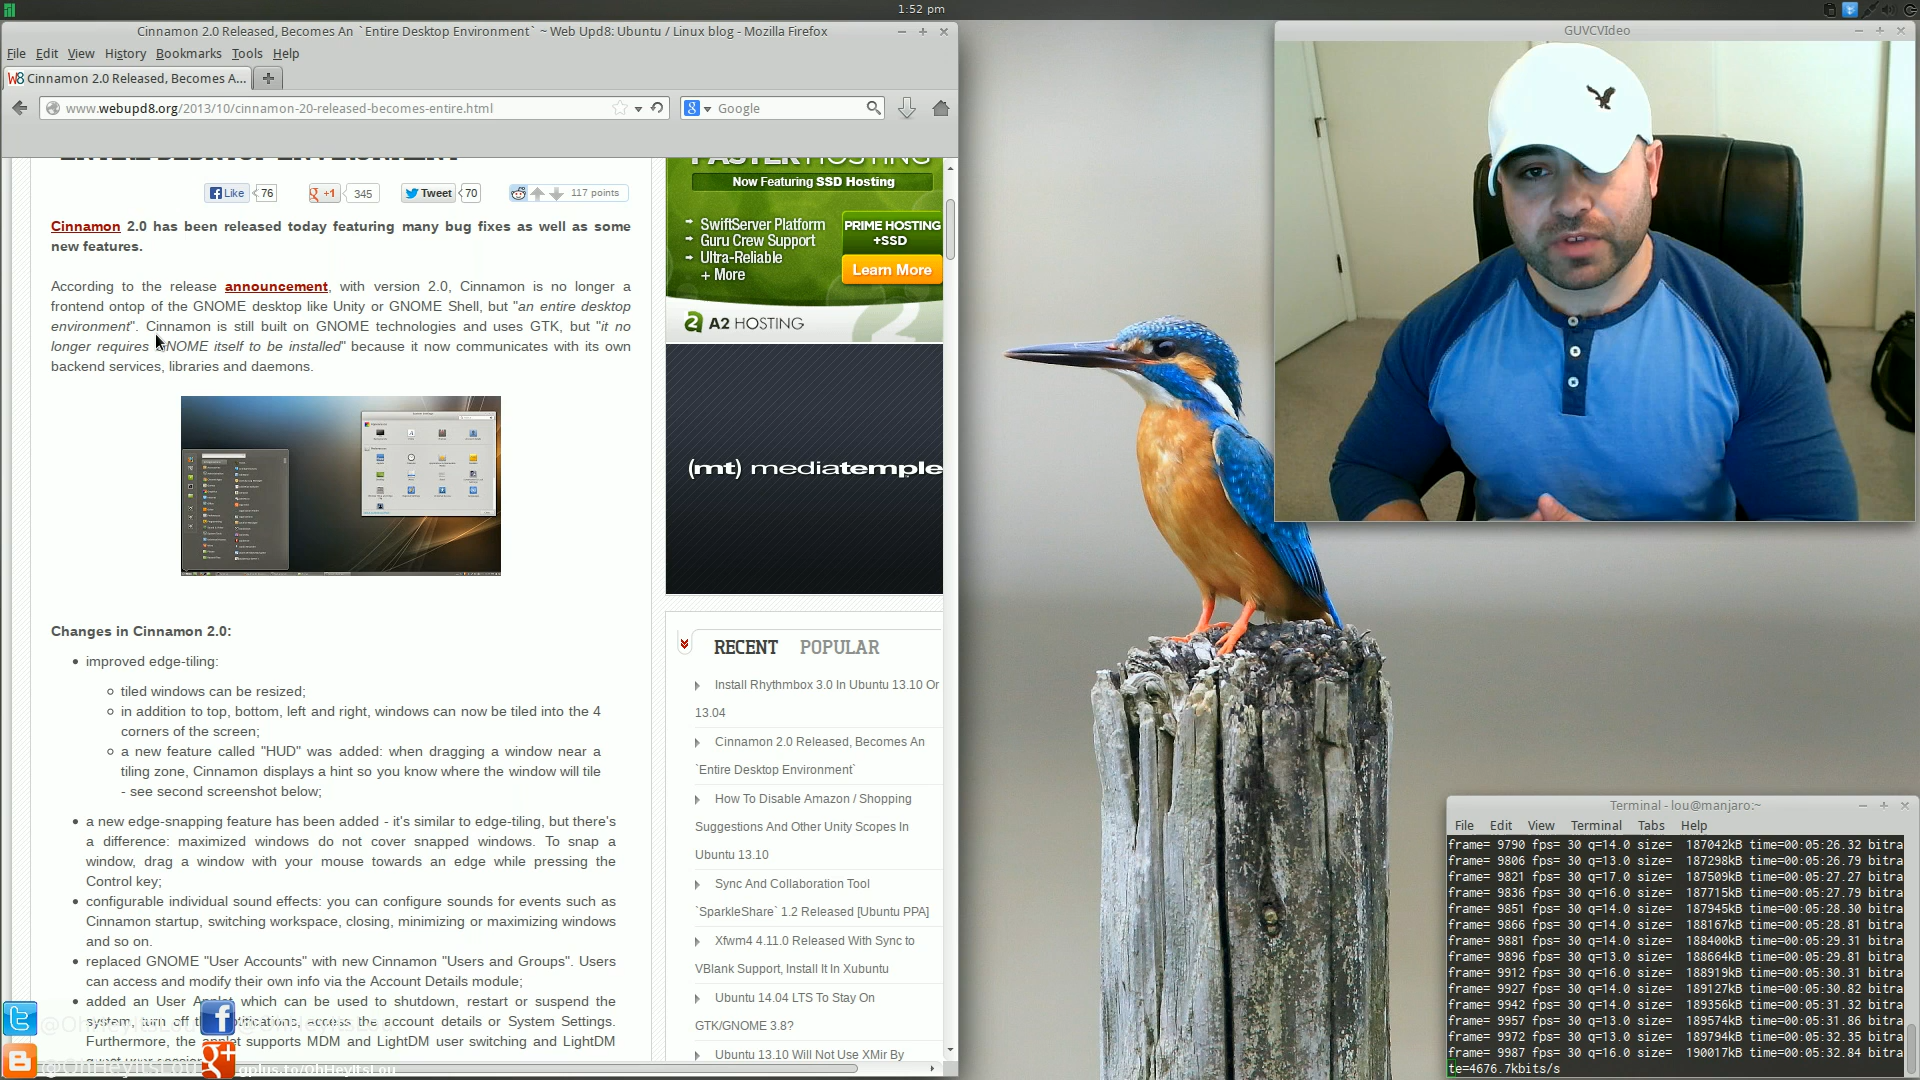 1:52 pm
Cinnamon 2.0 Released, Becomes An `Entire Desktop Environment` ~ Web Upd8: Ubuntu / Linux blog - Mozilla Firefox
File Edit View History Bookmarks Tools Help
W8 Cinnamon 2.0 Released, Becomes A...
www.webupd8.org/2013/10/cinnamon-20-released-becomes-entire.html
Google
ENTIRE DESKTOP ENVIRONMENT
Like 76 +1 345 Tweet 70 117 points
Cinnamon 2.0 has been released today featuring many bug fixes as well as some
new features.
According to the release announcement, with version 2.0, Cinnamon is no longer a
frontend ontop of the GNOME desktop like Unity or GNOME Shell, but "an entire desktop
environment". Cinnamon is still built on GNOME technologies and uses GTK, but "it no
longer requires GNOME itself to be installed" because it now communicates with its own
backend services, libraries and daemons.
Changes in Cinnamon 2.0:
improved edge-tiling:
tiled windows can be resized;
in addition to top, bottom, left and right, windows can now be tiled into the 4
corners of the screen;
a new feature called "HUD" was added: when dragging a window near a
tiling zone, Cinnamon displays a hint so you know where the window will tile
- see second screenshot below;
a new edge-snapping feature has been added - it's similar to edge-tiling, but there's
a difference: maximized windows do not cover snapped windows. To snap a
window, drag a window with your mouse towards an edge while pressing the
Control key;
configurable individual sound effects: you can configure sounds for events such as
Cinnamon startup, switching workspace, closing, minimizing or maximizing windows
and so on.
replaced GNOME "User Accounts" with new Cinnamon "Users and Groups". Users
can access and modify their own info via the Account Details module;
added an User Applet which can be used to shutdown, restart or suspend the
system, turn off the notifications, access the account details or System Settings.
Furthermore, the applet supports MDM and LightDM user switching and LightDM
@OhHeyItsLou
gplus.to/OhHeyItsLou
FASTER HOSTING
Now Featuring SSD Hosting
SwiftServer Platform
Guru Crew Support
Ultra-Reliable
+ More
PRIME HOSTING
+SSD
Learn More
A2 HOSTING
(mt) mediatemple
RECENT POPULAR
Install Rhythmbox 3.0 In Ubuntu 13.10 Or
13.04
Cinnamon 2.0 Released, Becomes An
`Entire Desktop Environment`
How To Disable Amazon / Shopping
Suggestions And Other Unity Scopes In
Ubuntu 13.10
Sync And Collaboration Tool
`SparkleShare` 1.2 Released [Ubuntu PPA]
Xfwm4 4.11.0 Released With Sync to
VBlank Support, Install It In Xubuntu
Ubuntu 14.04 LTS To Stay On
GTK/GNOME 3.8?
Ubuntu 13.10 Will Not Use XMir By
GUVCVIdeo
Terminal - lou@manjaro:~
File Edit View Terminal Tabs Help
frame= 9790 fps= 30 q=14.0 size= 187042kB time=00:05:26.32 bitra
frame= 9806 fps= 30 q=13.0 size= 187298kB time=00:05:26.79 bitra
frame= 9821 fps= 30 q=17.0 size= 187509kB time=00:05:27.27 bitra
frame= 9836 fps= 30 q=16.0 size= 187715kB time=00:05:27.79 bitra
frame= 9851 fps= 30 q=14.0 size= 187945kB time=00:05:28.30 bitra
frame= 9866 fps= 30 q=14.0 size= 188167kB time=00:05:28.81 bitra
frame= 9881 fps= 30 q=14.0 size= 188400kB time=00:05:29.31 bitra
frame= 9896 fps= 30 q=13.0 size= 188664kB time=00:05:29.81 bitra
frame= 9912 fps= 30 q=16.0 size= 188919kB time=00:05:30.31 bitra
frame= 9927 fps= 30 q=14.0 size= 189127kB time=00:05:30.82 bitra
frame= 9942 fps= 30 q=14.0 size= 189356kB time=00:05:31.32 bitra
frame= 9957 fps= 30 q=13.0 size= 189574kB time=00:05:31.86 bitra
frame= 9972 fps= 30 q=13.0 size= 189794kB time=00:05:32.35 bitra
frame= 9987 fps= 30 q=16.0 size= 190017kB time=00:05:32.84 bitra
te=4676.7kbits/s